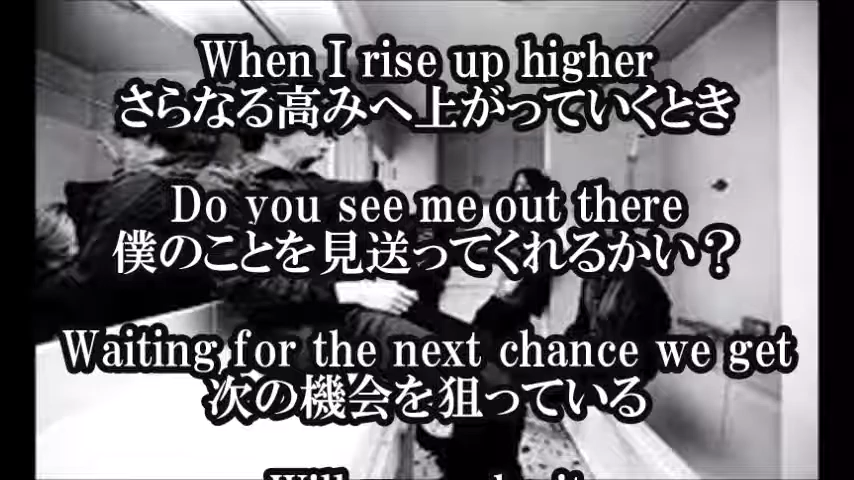 When I rise up higher
さらなる高みへ上がっていくとき
Do you see me out there
僕のことを見送ってくれるかい？
Waiting for the next chance we get
次の機会を狙っている
Will